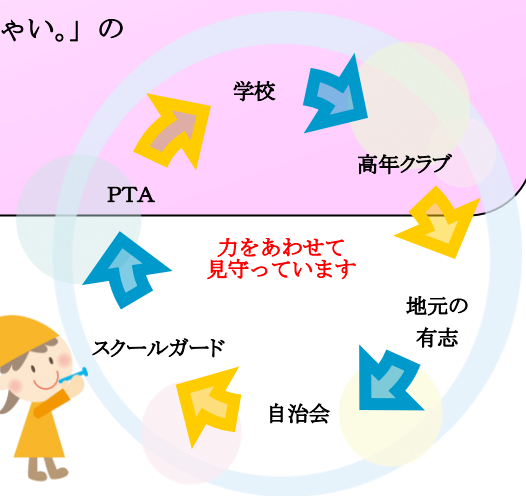 ゃい。」の
学校
高年クラブ
PTA
力をあわせて
見守っています
地元の
有志
スクールガード
自治会